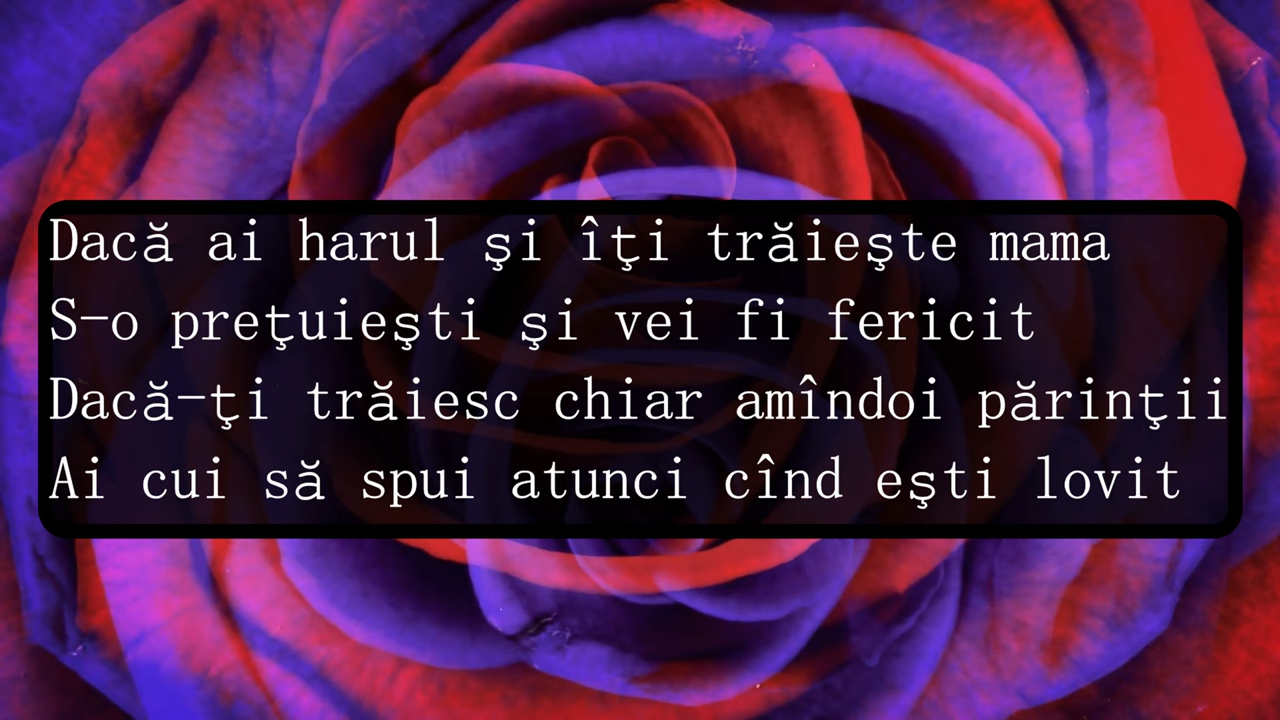 Dacă ai harul şi îţi trăieşte mama
S-o preţuieşti şi vei fi fericit
Dacă-ţi trăiesc chiar amîndoi părinţii
Ai cui să spui atunci cînd eşti lovit